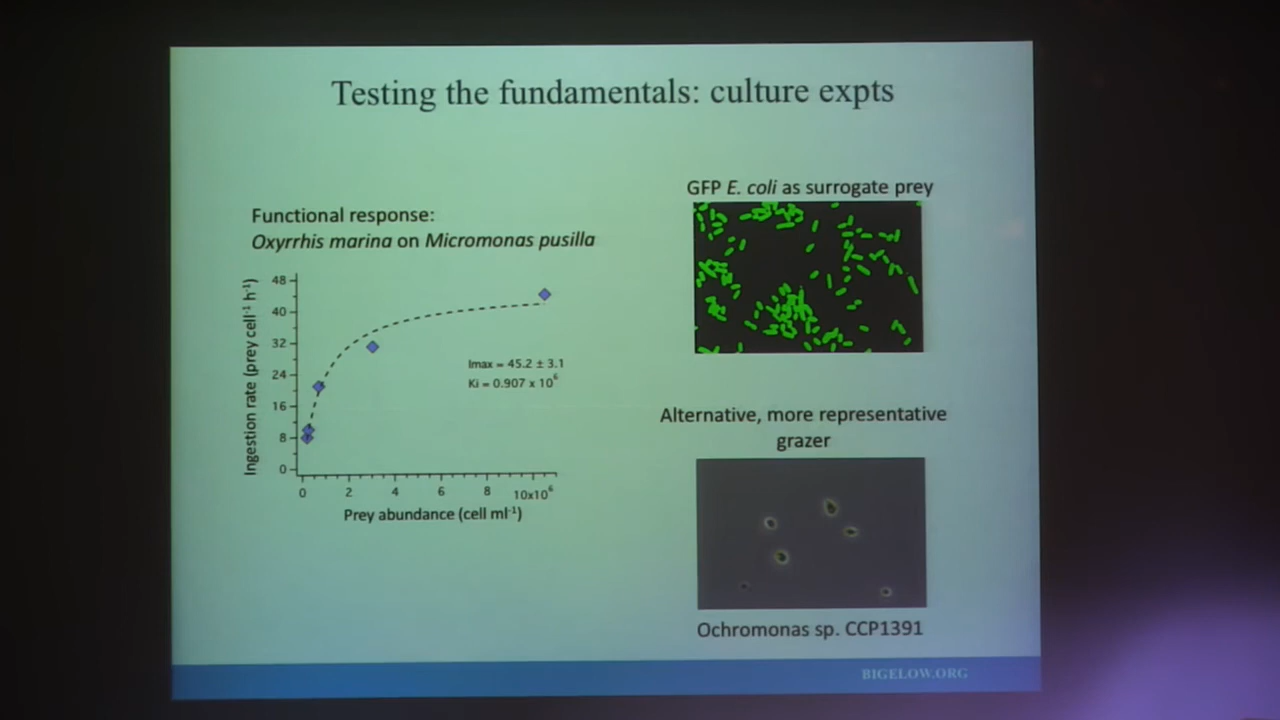 Testing the fundamentals: culture expts
Functional response:
Oxyrrhis marina on Micromonas pusilla
Ingestion rate (prey cell⁻¹ h⁻¹)
48
40
32
24
16
8
0
Imax = 45.2 ± 3.1
Ki = 0.907 x 10⁶
0 2 4 6 8 10x10⁶
Prey abundance (cell ml⁻¹)
GFP E. coli as surrogate prey
Alternative, more representative
grazer
Ochromonas sp. CCP1391
BIGELOW.ORG